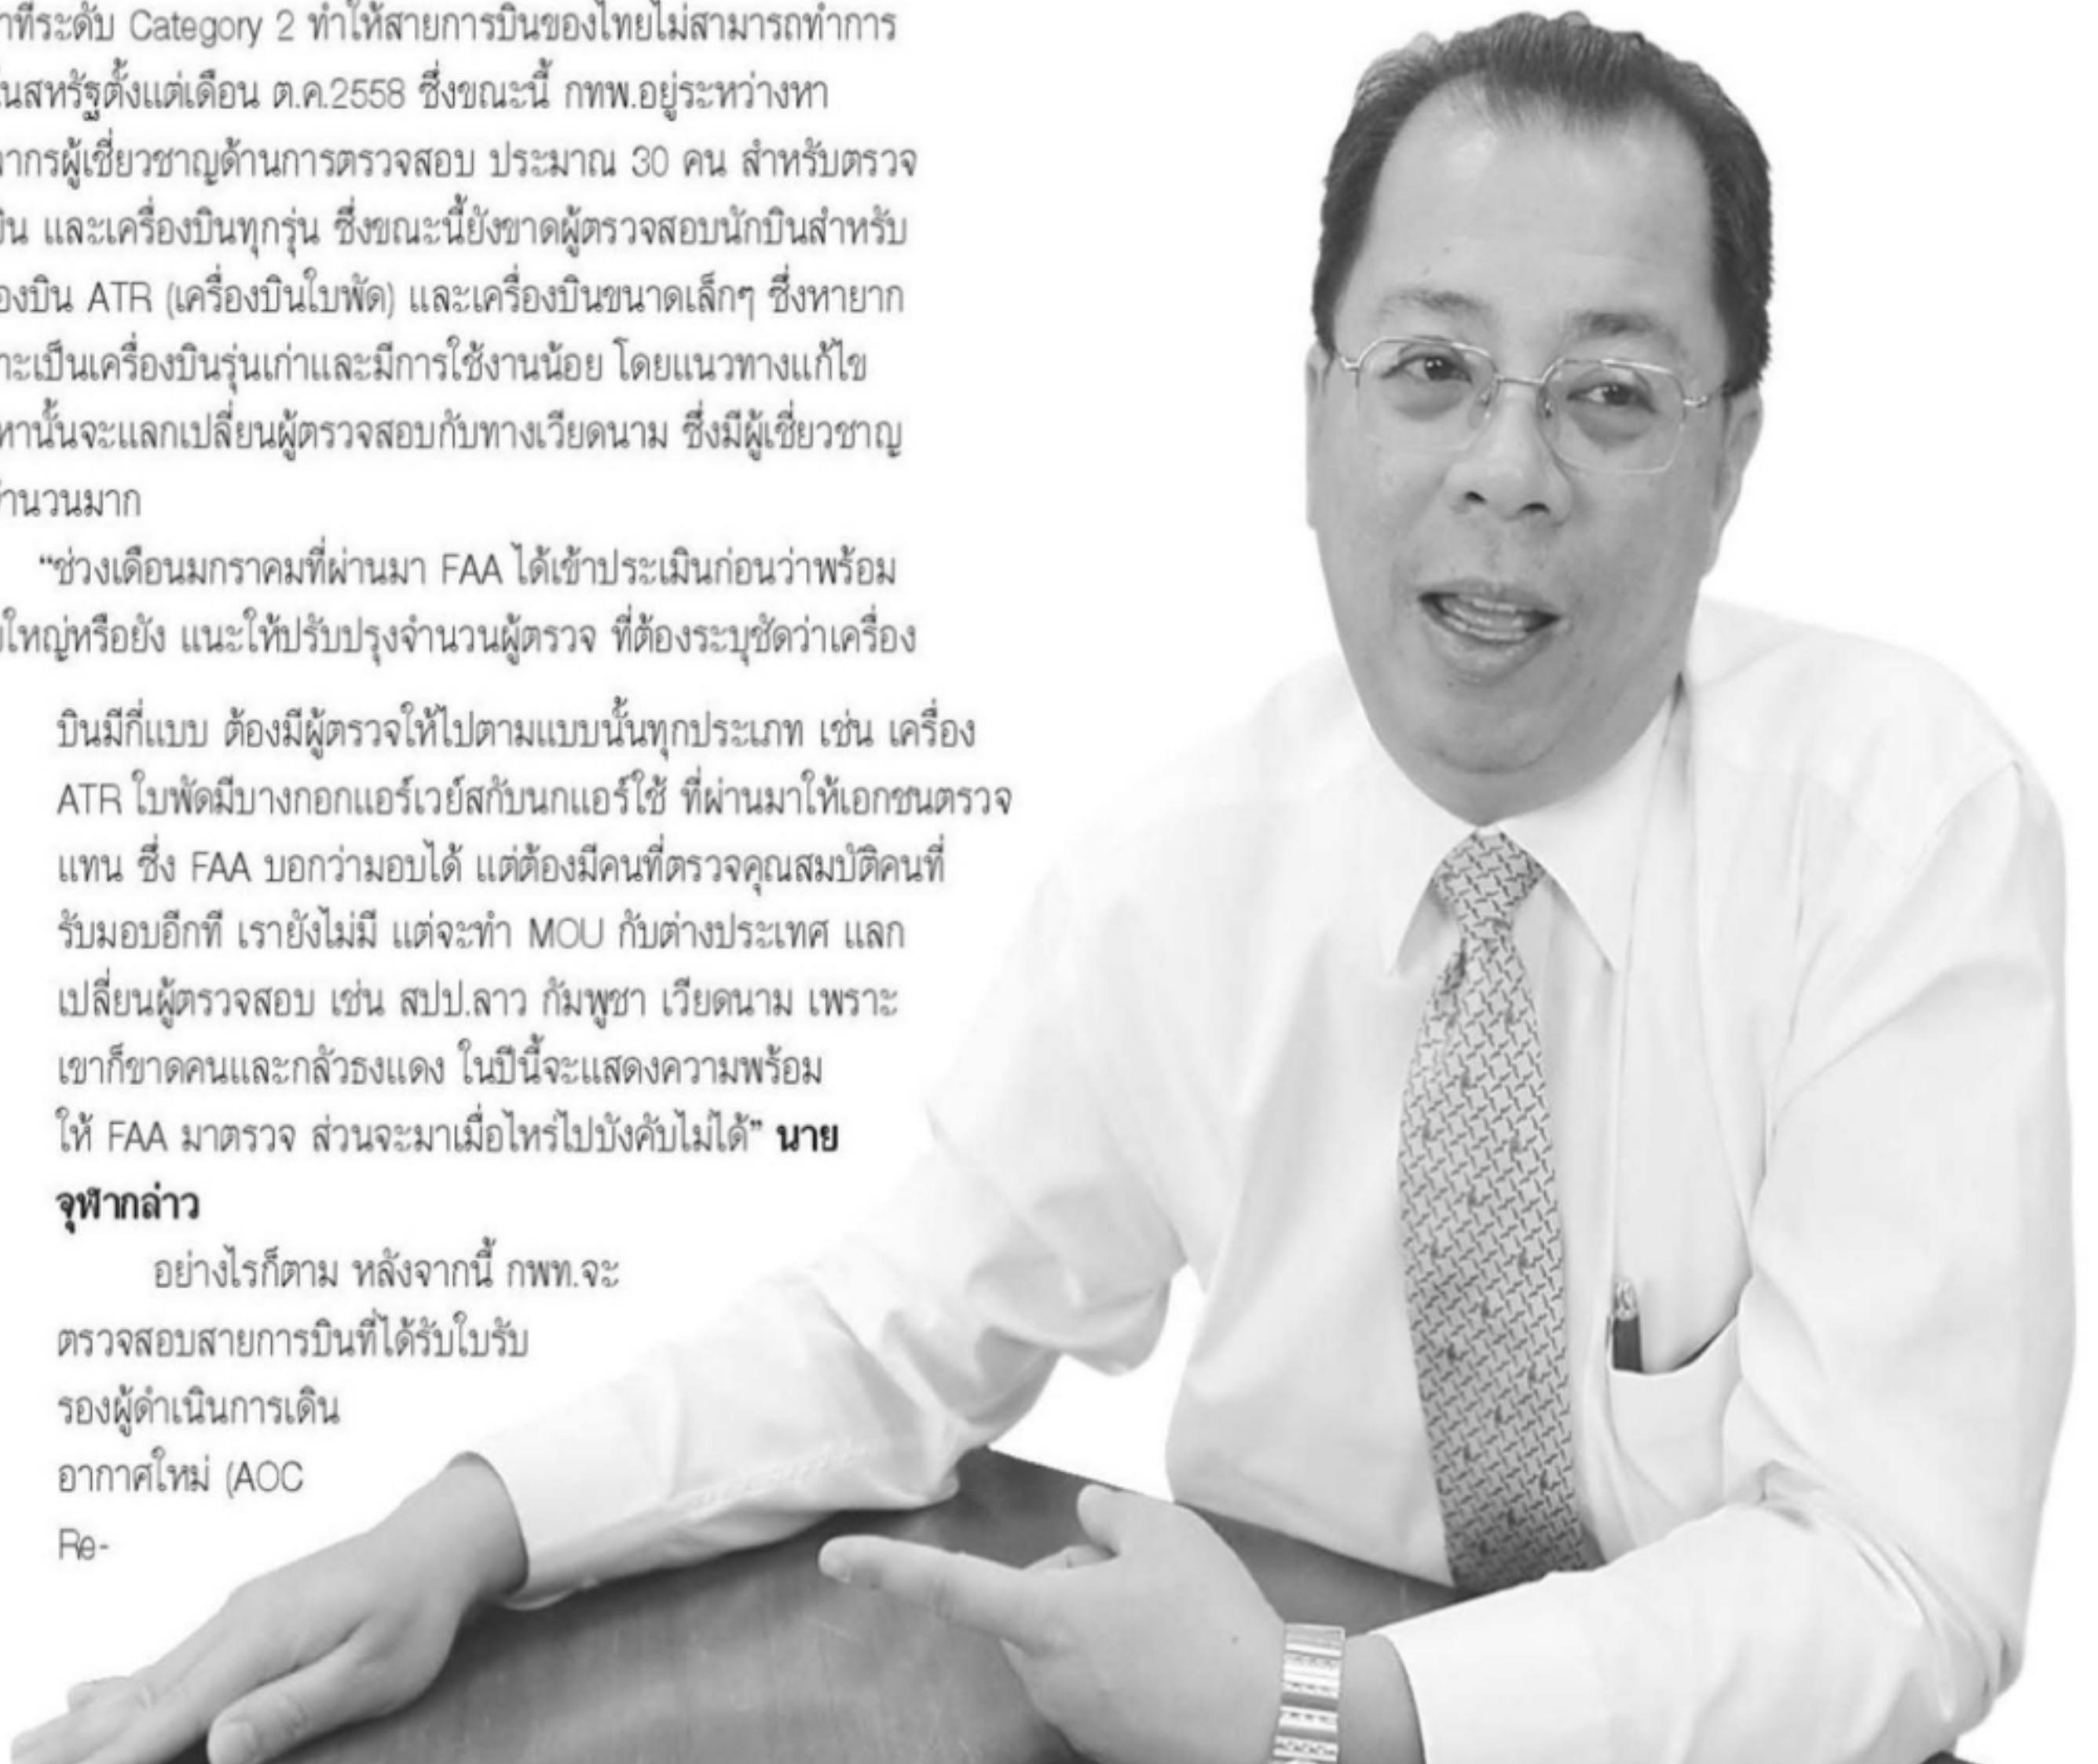 าที่ระดับ Category 2 ทำให้สายการบินของไทยไม่สามารถทำการ
ในสหรัฐตั้งแต่เดือน ต.ค.2558 ซึ่งขณะนี้ กทพ.อยู่ระหว่างหา
ากรผู้เชี่ยวชาญด้านการตรวจสอบ ประมาณ 30 คน สำหรับตรวจ
บิน และเครื่องบินทุกรุ่น ซึ่งขณะนี้ยังขาดผู้ตรวจสอบนักบินสำหรับ
องบิน ATR (เครื่องบินใบพัด) และเครื่องบินขนาดเล็กๆ ซึ่งหายาก
าะเป็นเครื่องบินรุ่นเก่าและมีการใช้งานน้อย โดยแนวทางแก้ไข
หานั้นจะแลกเปลี่ยนผู้ตรวจสอบกับทางเวียดนาม ซึ่งมีผู้เชี่ยวชาญ
จำนวนมาก
“ช่วงเดือนมกราคมที่ผ่านมา FAA ได้เข้าประเมินก่อนว่าพร้อม
ใหญ่หรือยัง แนะให้ปรับปรุงจำนวนผู้ตรวจ ที่ต้องระบุชัดว่าเครื่อง
บินมีกี่แบบ ต้องมีผู้ตรวจให้ไปตามแบบนั้นทุกประเภท เช่น เครื่อง
ATR ใบพัดมีบางกอกแอร์เวย์สกับนกแอร์ใช้ ที่ผ่านมาให้เอกชนตรวจ
แทน ซึ่ง FAA บอกว่ามอบได้ แต่ต้องมีคนที่ตรวจคุณสมบัติคนที่
รับมอบอีกที เรายังไม่มี แต่จะทำ MOU กับต่างประเทศ แลก
เปลี่ยนผู้ตรวจสอบ เช่น สปป.ลาว กัมพูชา เวียดนาม เพราะ
เขาก็ขาดคนและกลัวธงแดง ในปีนี้จะแสดงความพร้อม
ให้ FAA มาตรวจ ส่วนจะมาเมื่อไหร่ไปบังคับไม่ได้” นาย
จุฬากล่าว
อย่างไรก็ตาม หลังจากนี้ กพท.จะ
ตรวจสอบสายการบินที่ได้รับใบรับ
รองผู้ดำเนินการเดิน
อากาศใหม่ (AOC
Re-